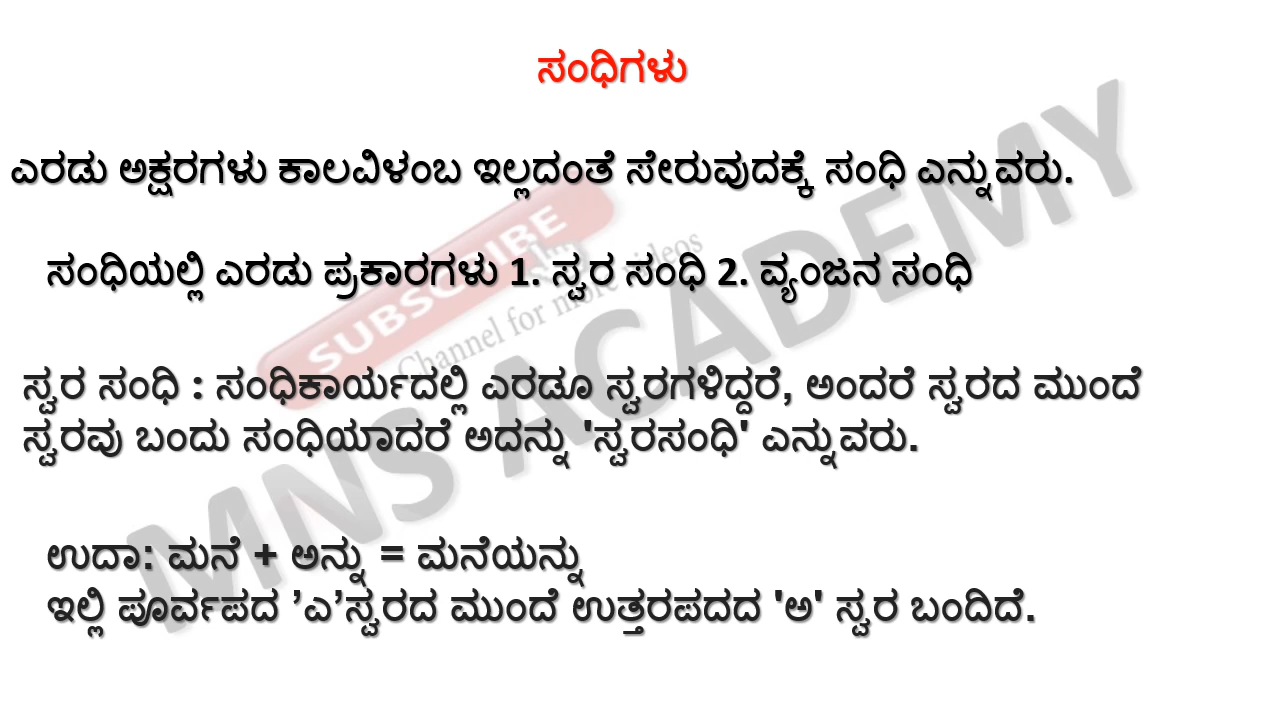 ಸಂಧಿಗಳು
ಎರಡು ಅಕ್ಷರಗಳು ಕಾಲವಿಳಂಬ ಇಲ್ಲದಂತೆ ಸೇರುವುದಕ್ಕೆ ಸಂಧಿ ಎನ್ನುವರು.
ಸಂಧಿಯಲ್ಲಿ ಎರಡು ಪ್ರಕಾರಗಳು 1. ಸ್ವರ ಸಂಧಿ 2. ವ್ಯಂಜನ ಸಂಧಿ
ಸ್ವರ ಸಂಧಿ : ಸಂಧಿಕಾರ್ಯದಲ್ಲಿ ಎರಡೂ ಸ್ವರಗಳಿದ್ದರೆ, ಅಂದರೆ ಸ್ವರದ ಮುಂದೆ
ಸ್ವರವು ಬಂದು ಸಂಧಿಯಾದರೆ ಅದನ್ನು 'ಸ್ವರಸಂಧಿ' ಎನ್ನುವರು.
ಉದಾ: ಮನೆ + ಅನ್ನು = ಮನೆಯನ್ನು
ಇಲ್ಲಿ ಪೂರ್ವಪದ ’ಎ’ಸ್ವರದ ಮುಂದೆ ಉತ್ತರಪದದ 'ಅ' ಸ್ವರ ಬಂದಿದೆ.
SUBSCRIBE
Channel for more videos
MNS ACADEMY